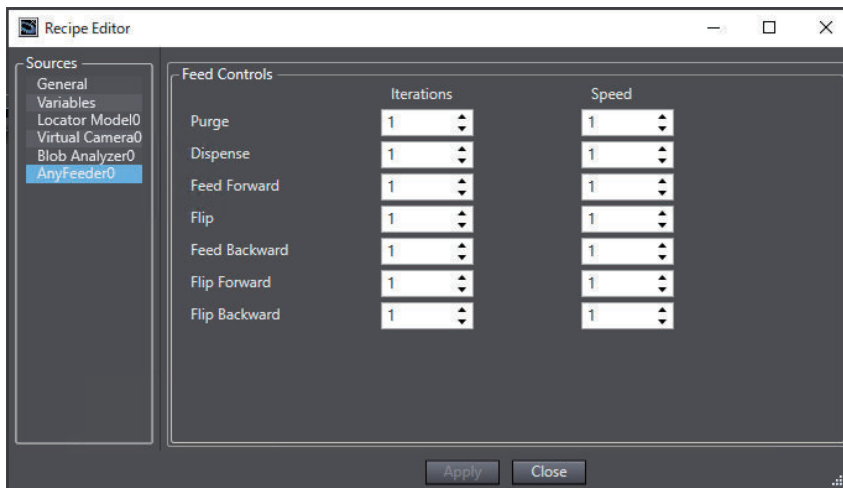 Recipe Editor
Sources
General
Variables
Locator Model0
Virtual Camera0
Blob Analyzer0
AnyFeeder0
Feed Controls
Iterations Speed
Purge 1 1
Dispense 1 1
Feed Forward 1 1
Flip 1 1
Feed Backward 1 1
Flip Forward 1 1
Flip Backward 1 1
Apply Close